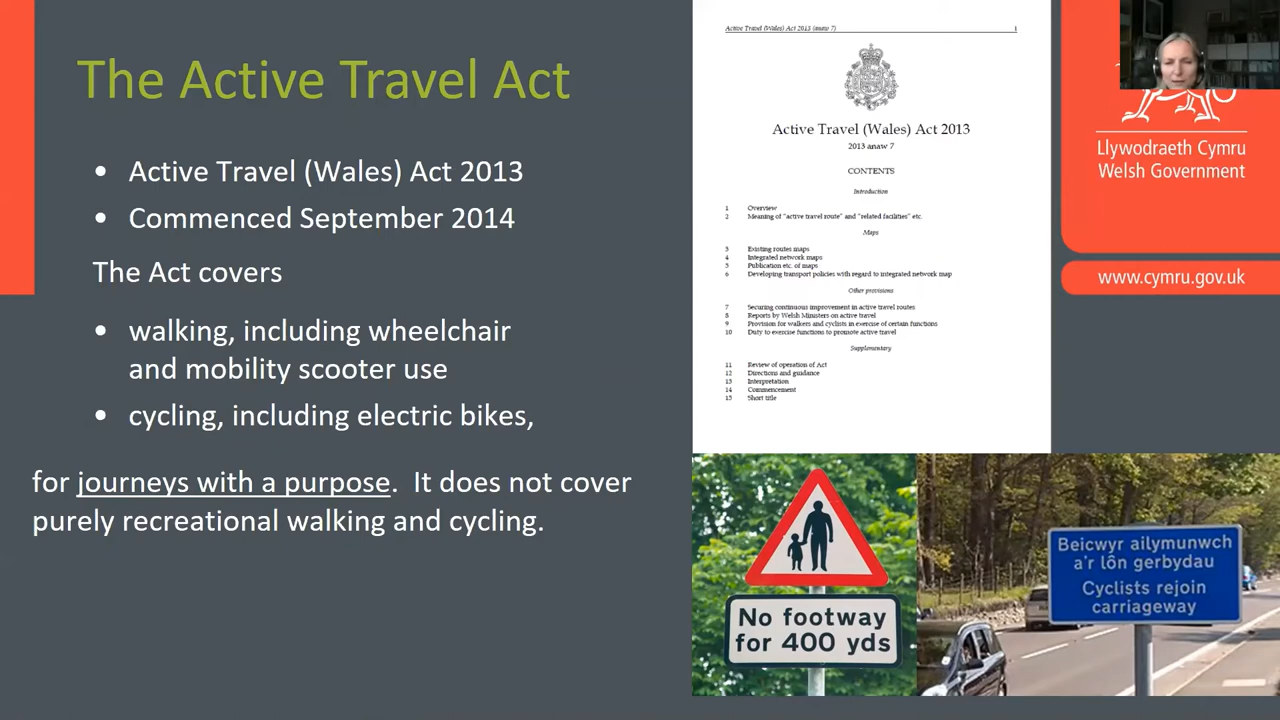 The Active Travel Act
• Active Travel (Wales) Act 2013
• Commenced September 2014
The Act covers
• walking, including wheelchair
and mobility scooter use
• cycling, including electric bikes,
for journeys with a purpose. It does not cover
purely recreational walking and cycling.
Active Travel (Wales) Act 2013 (anaw 7) 1
Active Travel (Wales) Act 2013
2013 anaw 7
CONTENTS
Introduction
1 Overview
2 Meaning of "active travel route" and "related facilities" etc.
Maps
3 Existing routes maps
4 Integrated network maps
5 Publication etc. of maps
6 Developing transport policies with regard to integrated network map
Other provisions
7 Securing continuous improvement in active travel routes
8 Reports by Welsh Ministers on active travel
9 Provision for walkers and cyclists in exercise of certain functions
10 Duty to exercise functions to promote active travel
Supplementary
11 Review of operation of Act
12 Directions and guidance
13 Interpretation
14 Commencement
15 Short title
Llywodraeth Cymru
Welsh Government
www.cymru.gov.uk
No footway
for 400 yds
Beicwyr ailymunwch
a'r lôn gerbydau
Cyclists rejoin
carriageway